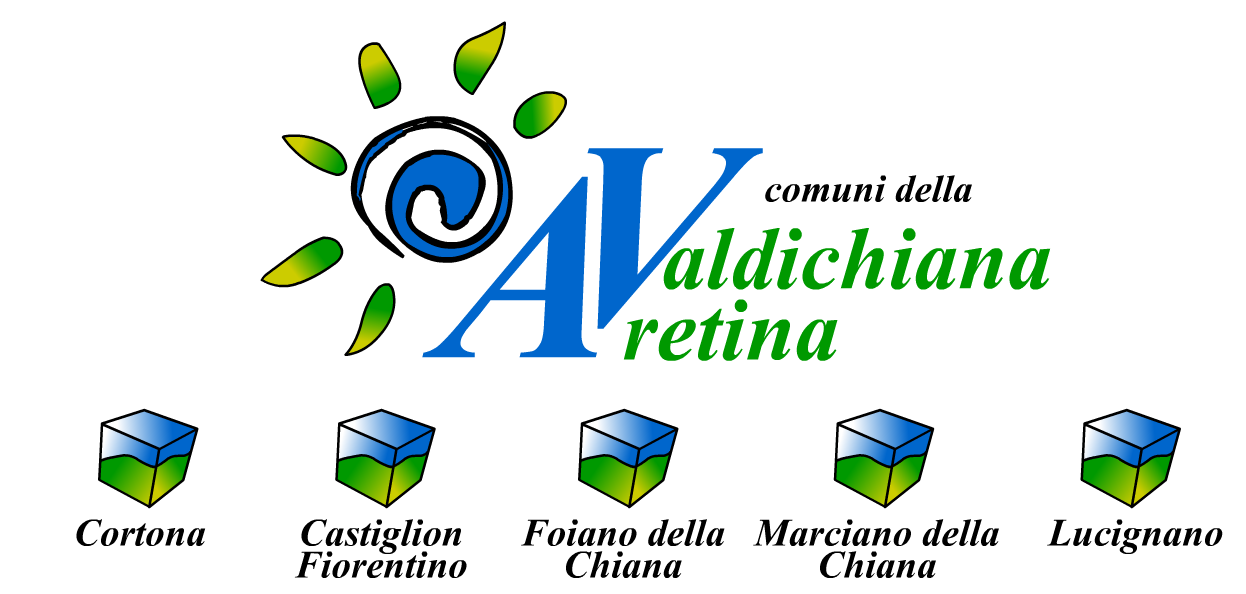 comuni della
Valdichiana
Aretina
Cortona
Castiglion
Fiorentino
Foiano della
Chiana
Marciano della
Chiana
Lucignano